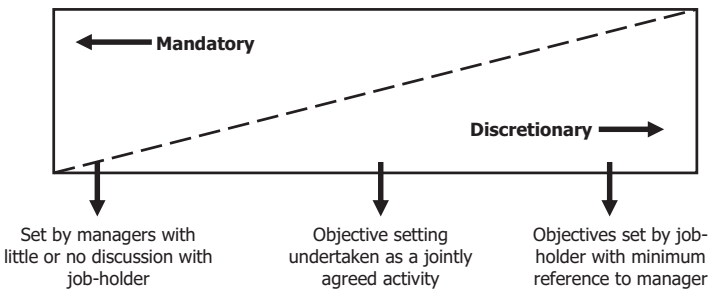 Mandatory
Discretionary
Set by managers with
little or no discussion with
job-holder
Objective setting
undertaken as a jointly
agreed activity
Objectives set by job-
holder with minimum
reference to manager